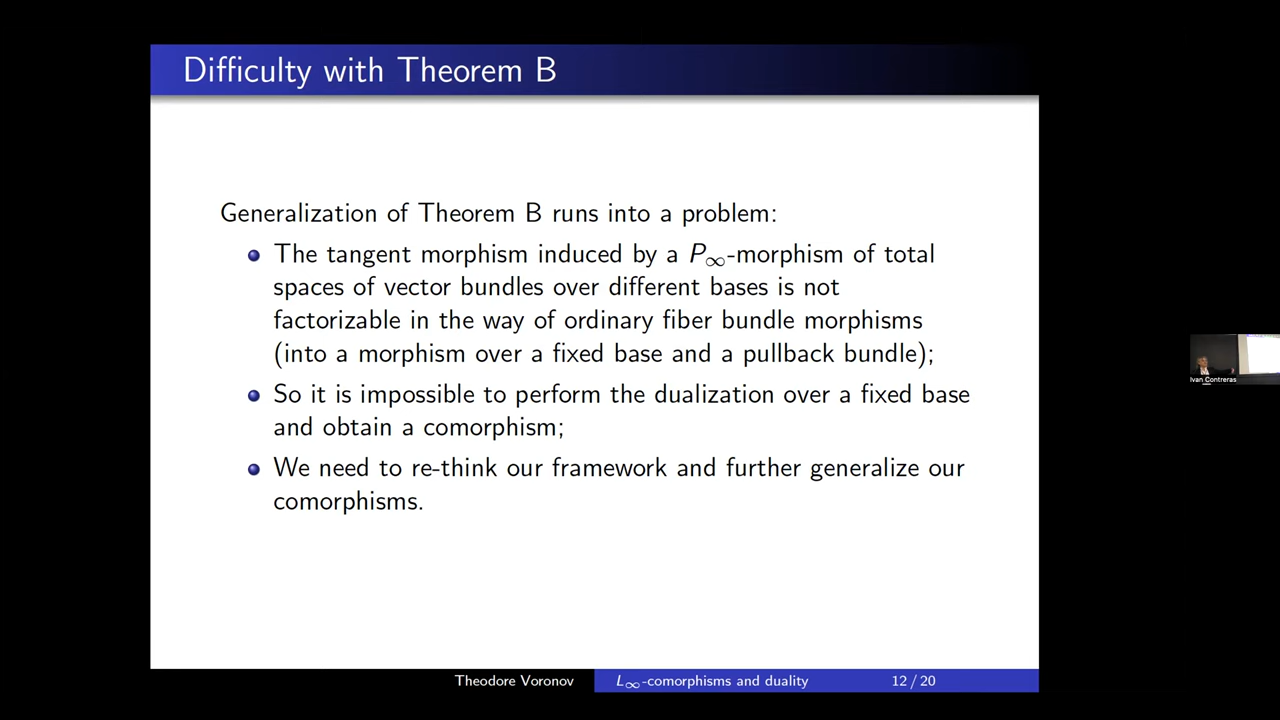 Difficulty with Theorem B
Generalization of Theorem B runs into a problem:
The tangent morphism induced by a P∞-morphism of total
spaces of vector bundles over different bases is not
factorizable in the way of ordinary fiber bundle morphisms
(into a morphism over a fixed base and a pullback bundle);
So it is impossible to perform the dualization over a fixed base
and obtain a comorphism;
We need to re-think our framework and further generalize our
comorphisms.
Ivan Contreras
Theodore Voronov
L∞-comorphisms and duality
12 / 20